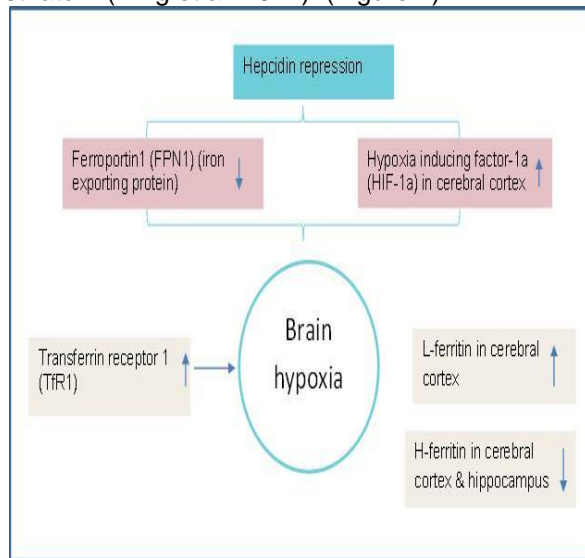 Hepcidin repression
Ferroportin1 (FPN1) (iron
exporting protein)
Hypoxia inducing factor-1a
(HIF-1a) in cerebral cortex
Brain
hypoxia
Transferrin receptor 1
(TfR1)
L-ferritin in cerebral
cortex
H-ferritin in cerebral
cortex & hippocampus